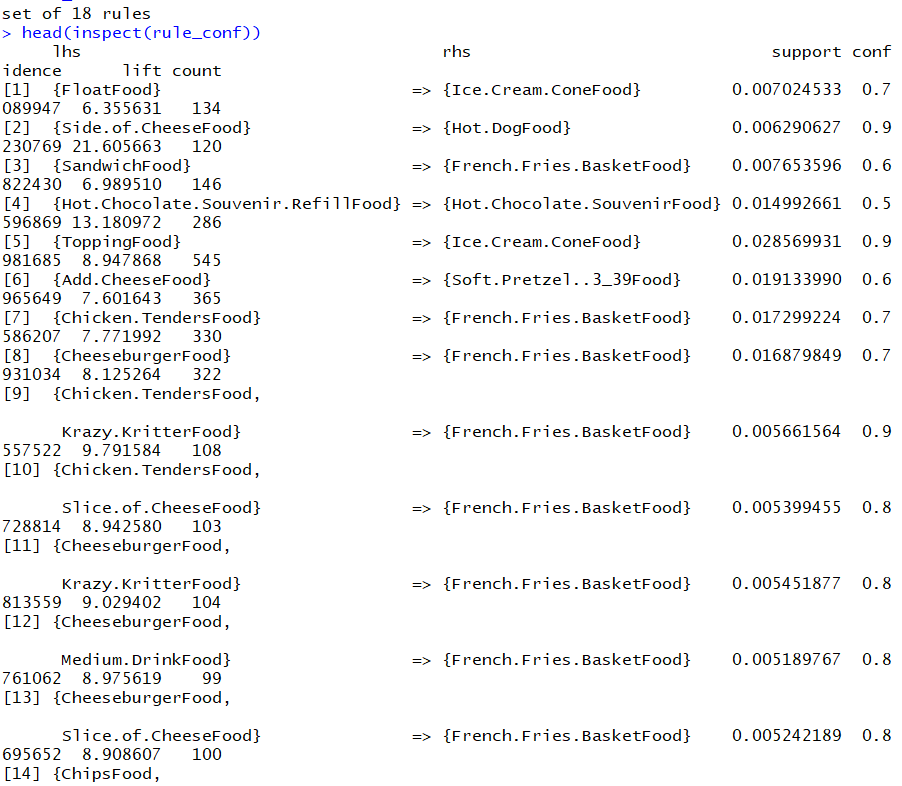 set of 18 rules
> head(inspect(rule_conf))
     lhs                                       rhs                                support conf
idence      lift count
[1]  {FloatFood}                            => {Ice.Cream.ConeFood}          0.007024533  0.7
089947  6.355631   134
[2]  {Side.of.CheeseFood}                   => {Hot.DogFood}                 0.006290627  0.9
230769 21.605663   120
[3]  {SandwichFood}                         => {French.Fries.BasketFood}     0.007653596  0.6
822430  6.989510   146
[4]  {Hot.Chocolate.Souvenir.RefillFood} => {Hot.Chocolate.SouvenirFood} 0.014992661  0.5
596869 13.180972   286
[5]  {ToppingFood}                          => {Ice.Cream.ConeFood}          0.028569931  0.9
981685  8.947868   545
[6]  {Add.CheeseFood}                       => {Soft.Pretzel..3_39Food}      0.019133990  0.6
965649  7.601643   365
[7]  {Chicken.TendersFood}                  => {French.Fries.BasketFood}     0.017299224  0.7
586207  7.771992   330
[8]  {CheeseburgerFood}                     => {French.Fries.BasketFood}     0.016879849  0.7
931034  8.125264   322
[9]  {Chicken.TendersFood,
      Krazy.KritterFood}                    => {French.Fries.BasketFood}     0.005661564  0.9
557522  9.791584   108
[10] {Chicken.TendersFood,
      Slice.of.CheeseFood}                  => {French.Fries.BasketFood}     0.005399455  0.8
728814  8.942580   103
[11] {CheeseburgerFood,
      Krazy.KritterFood}                    => {French.Fries.BasketFood}     0.005451877  0.8
813559  9.029402   104
[12] {CheeseburgerFood,
      Medium.DrinkFood}                     => {French.Fries.BasketFood}     0.005189767  0.8
761062  8.975619    99
[13] {CheeseburgerFood,
      Slice.of.CheeseFood}                  => {French.Fries.BasketFood}     0.005242189  0.8
695652  8.908607   100
[14] {ChipsFood,